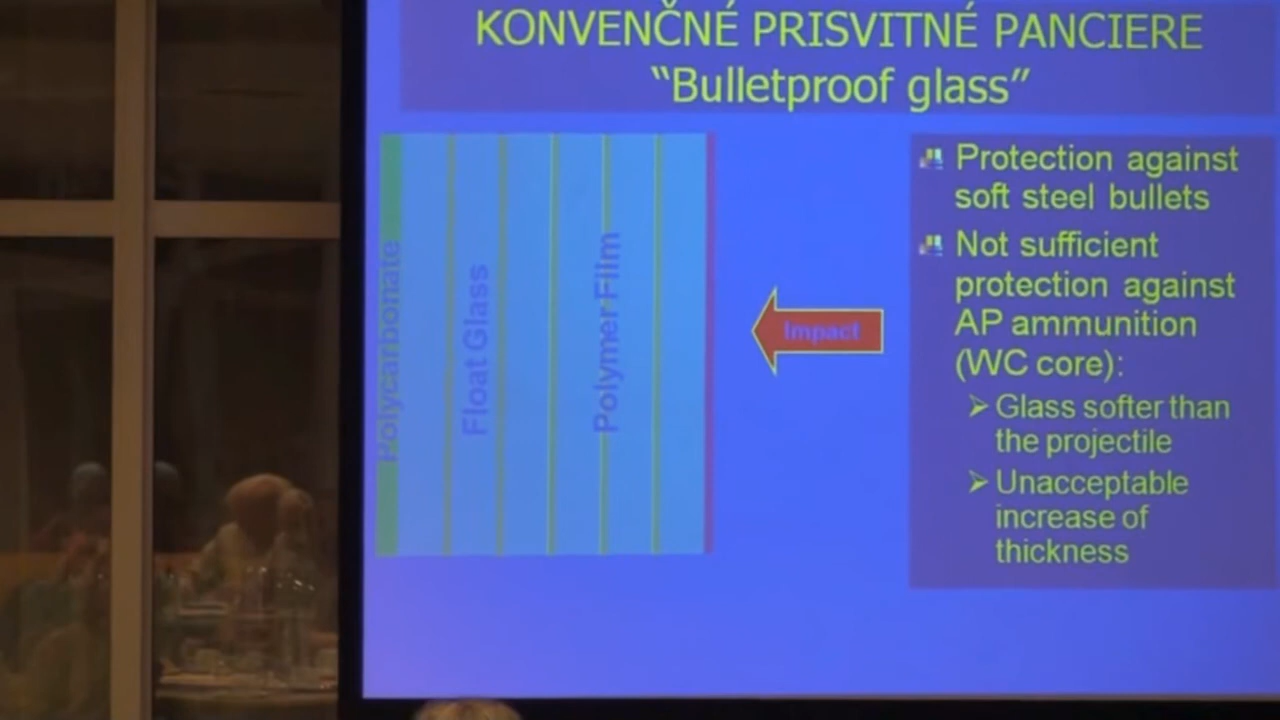 KONVENČNÉ PRISVITNÉ PANCIERE
“Bulletproof glass”
Polycarbonate
Float Glass
Polymer Film
Impact
Protection against
soft steel bullets
Not sufficient
protection against
AP ammunition
(WC core):
Glass softer than
the projectile
Unacceptable
increase of
thickness